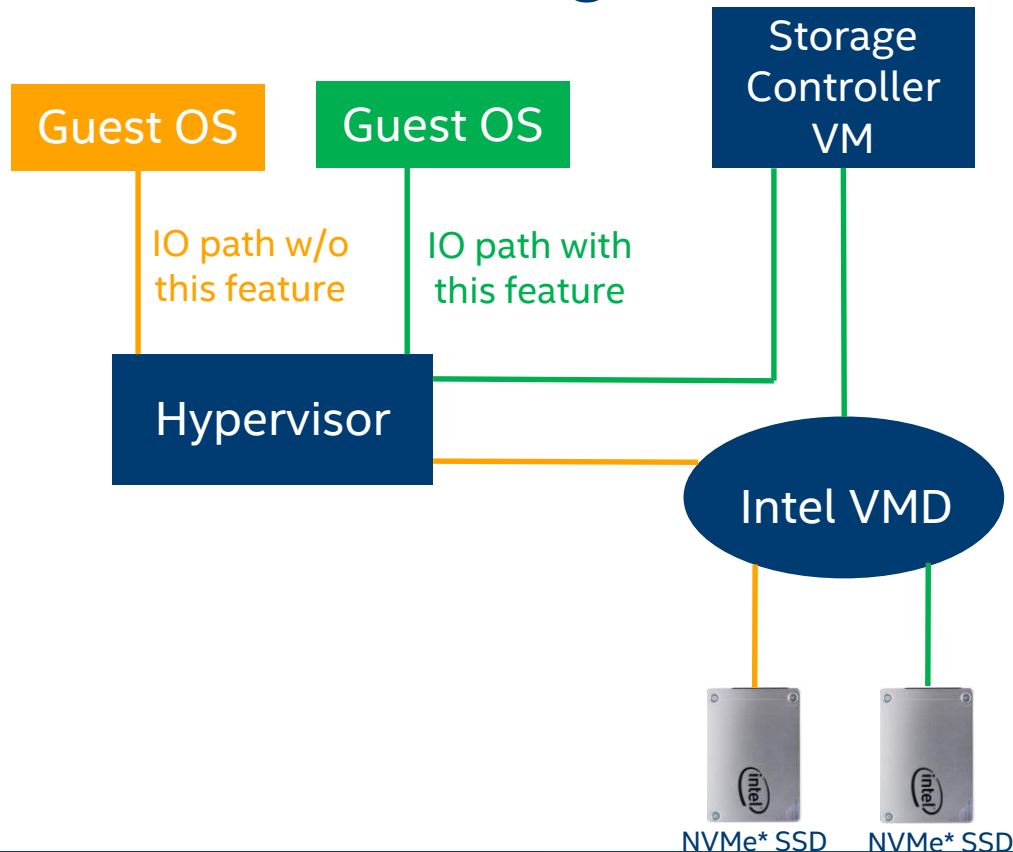 Storage
Controller
VM
Guest OS
Guest OS
IO path w/o
this feature
IO path with
this feature
Hypervisor
Intel VMD
intel
intel
NVMe* SSD
NVMe* SSD